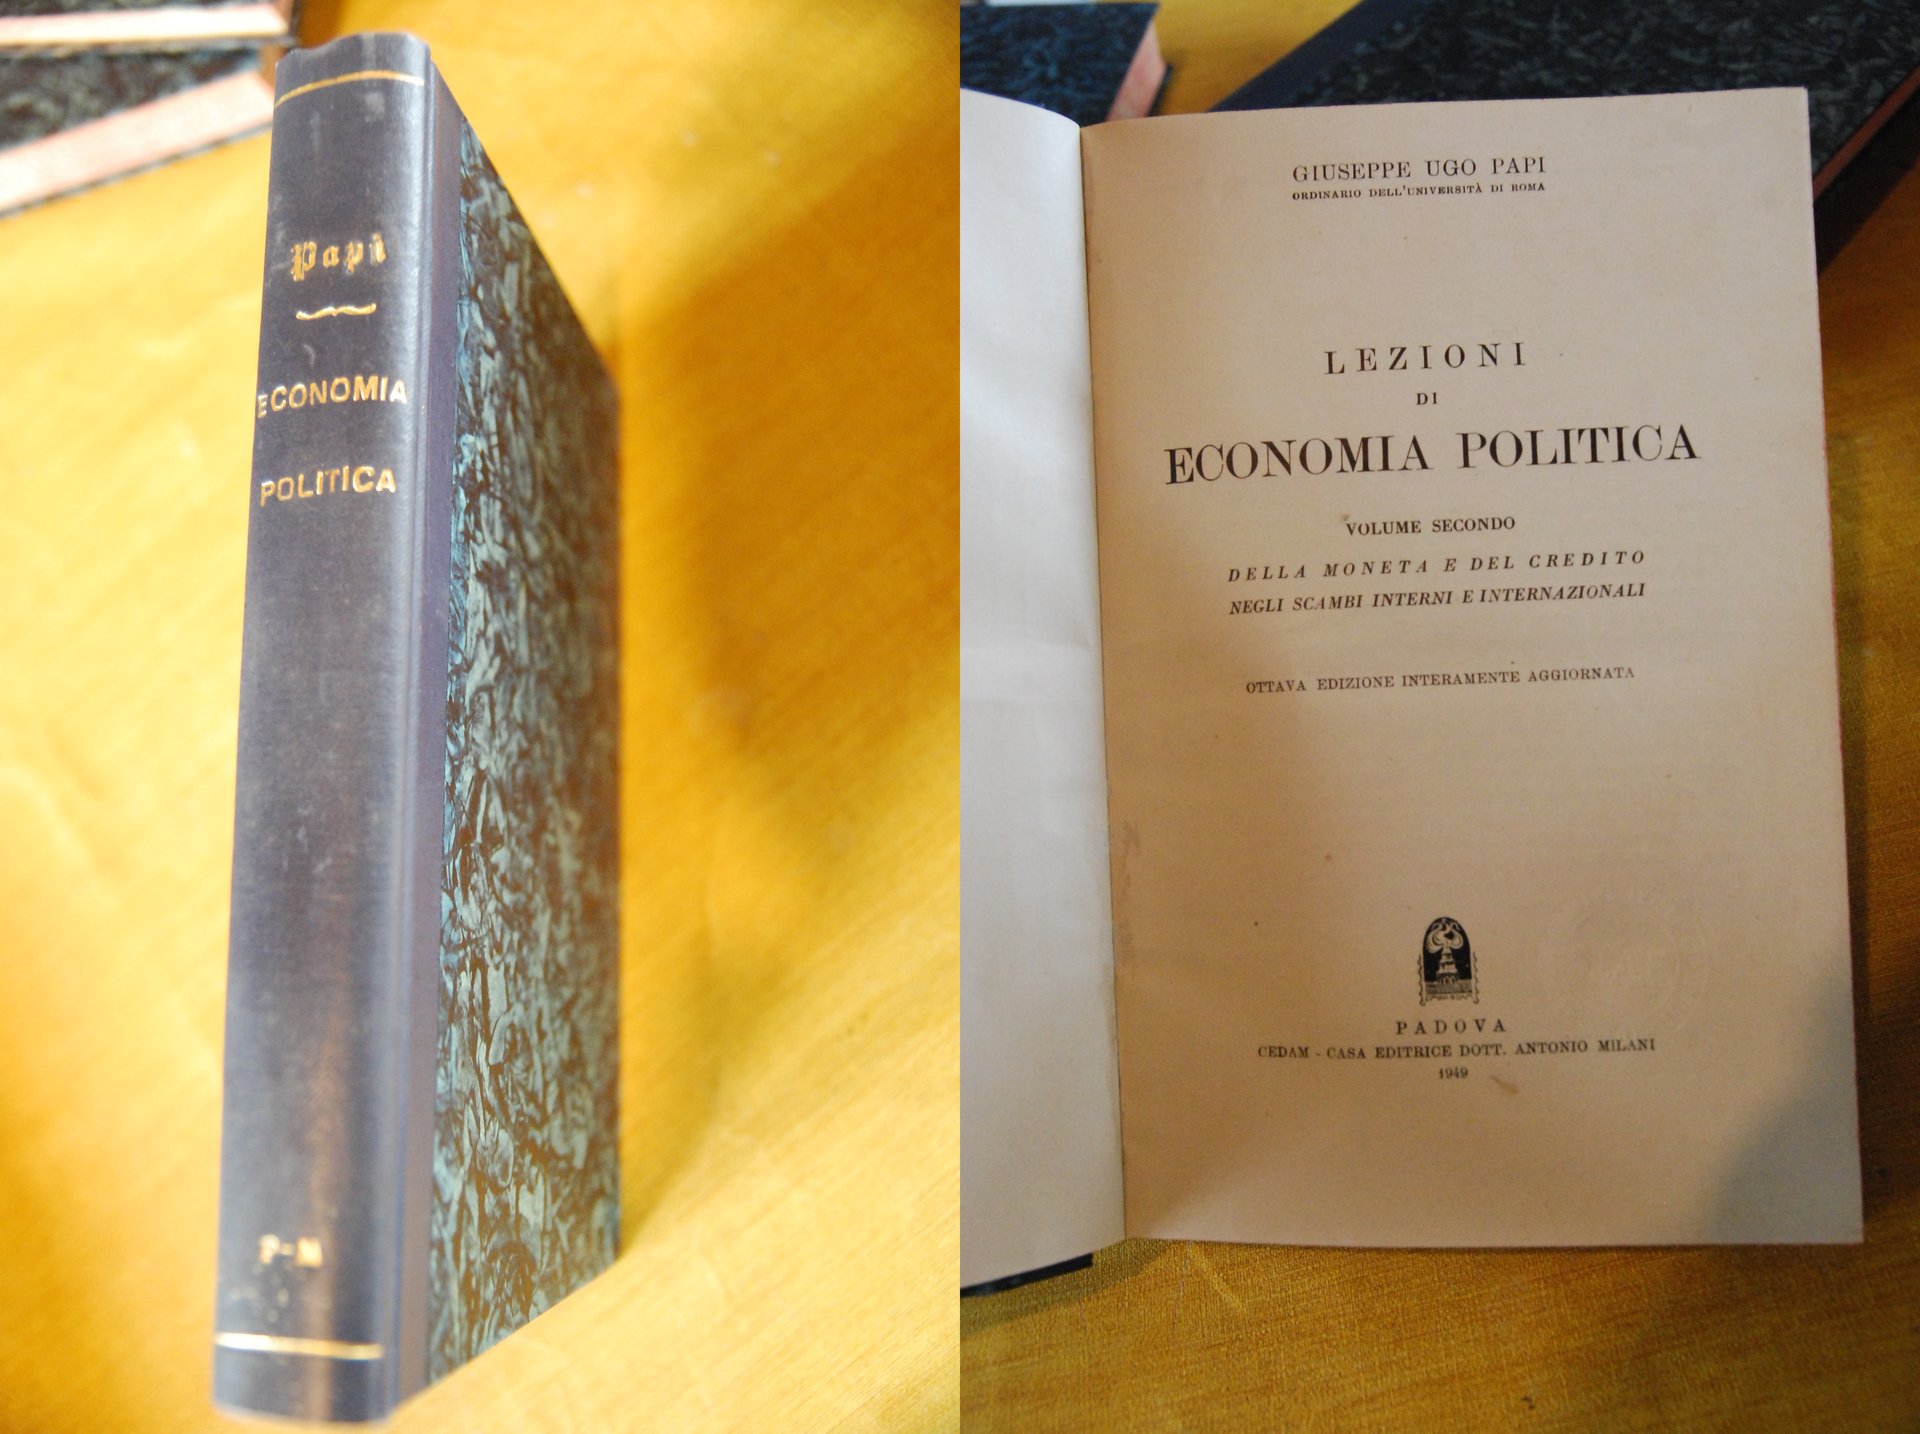 Papi
ECONOMIA
POLITICA
P-M
GIUSEPPE UGO PAPI
ORDINARIO DELL'UNIVERSITÀ DI ROMA
LEZIONI
DI
ECONOMIA POLITICA
VOLUME SECONDO
DELLA MONETA E DEL CREDITO
NEGLI SCAMBI INTERNI E INTERNAZIONALI
OTTAVA EDIZIONE INTERAMENTE AGGIORNATA
PADOVA
CEDAM - CASA EDITRICE DOTT. ANTONIO MILANI
1949